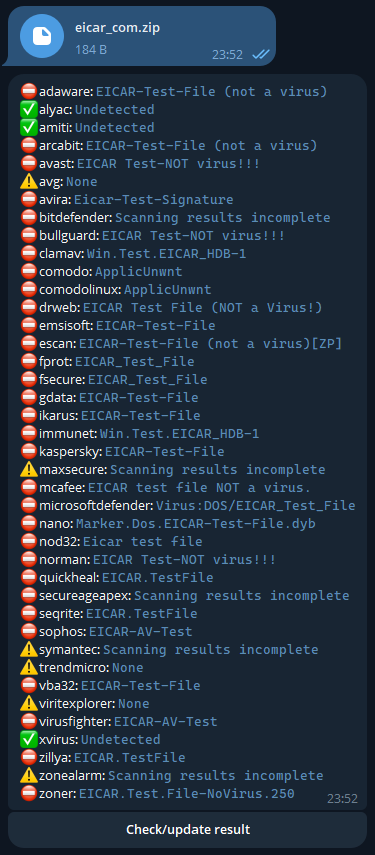 eicar_com.zip
184 B
23:52
adaware: EICAR-Test-File (not a virus)
alyac: Undetected
amiti: Undetected
arcabit: EICAR-Test-File (not a virus)
avast: EICAR Test-NOT virus!!!
avg: None
avira: Eicar-Test-Signature
bitdefender: Scanning results incomplete
bullguard: EICAR Test-NOT virus!!!
clamav: Win.Test.EICAR_HDB-1
comodo: ApplicUnwnt
comodolinux: ApplicUnwnt
drweb: EICAR Test File (NOT a Virus!)
emsisoft: EICAR-Test-File
escan: EICAR-Test-File (not a virus)[ZP]
fprot: EICAR_Test_File
fsecure: EICAR_Test_File
gdata: EICAR-Test-File
ikarus: EICAR-Test-File
immunet: Win.Test.EICAR_HDB-1
kaspersky: EICAR-Test-File
maxsecure: Scanning results incomplete
mcafee: EICAR test file NOT a virus.
microsoftdefender: Virus:DOS/EICAR_Test_File
nano: Marker.Dos.EICAR-Test-File.dyb
nod32: Eicar test file
norman: EICAR Test-NOT virus!!!
quickheal: EICAR.TestFile
secureageapex: Scanning results incomplete
seqrite: EICAR.TestFile
sophos: EICAR-AV-Test
symantec: Scanning results incomplete
trendmicro: None
vba32: EICAR-Test-File
viritexplorer: None
virusfighter: EICAR-AV-Test
xvirus: Undetected
zillya: EICAR.TestFile
zonealarm: Scanning results incomplete
zoner: EICAR.Test.File-NoVirus.250
23:52
Check/update result